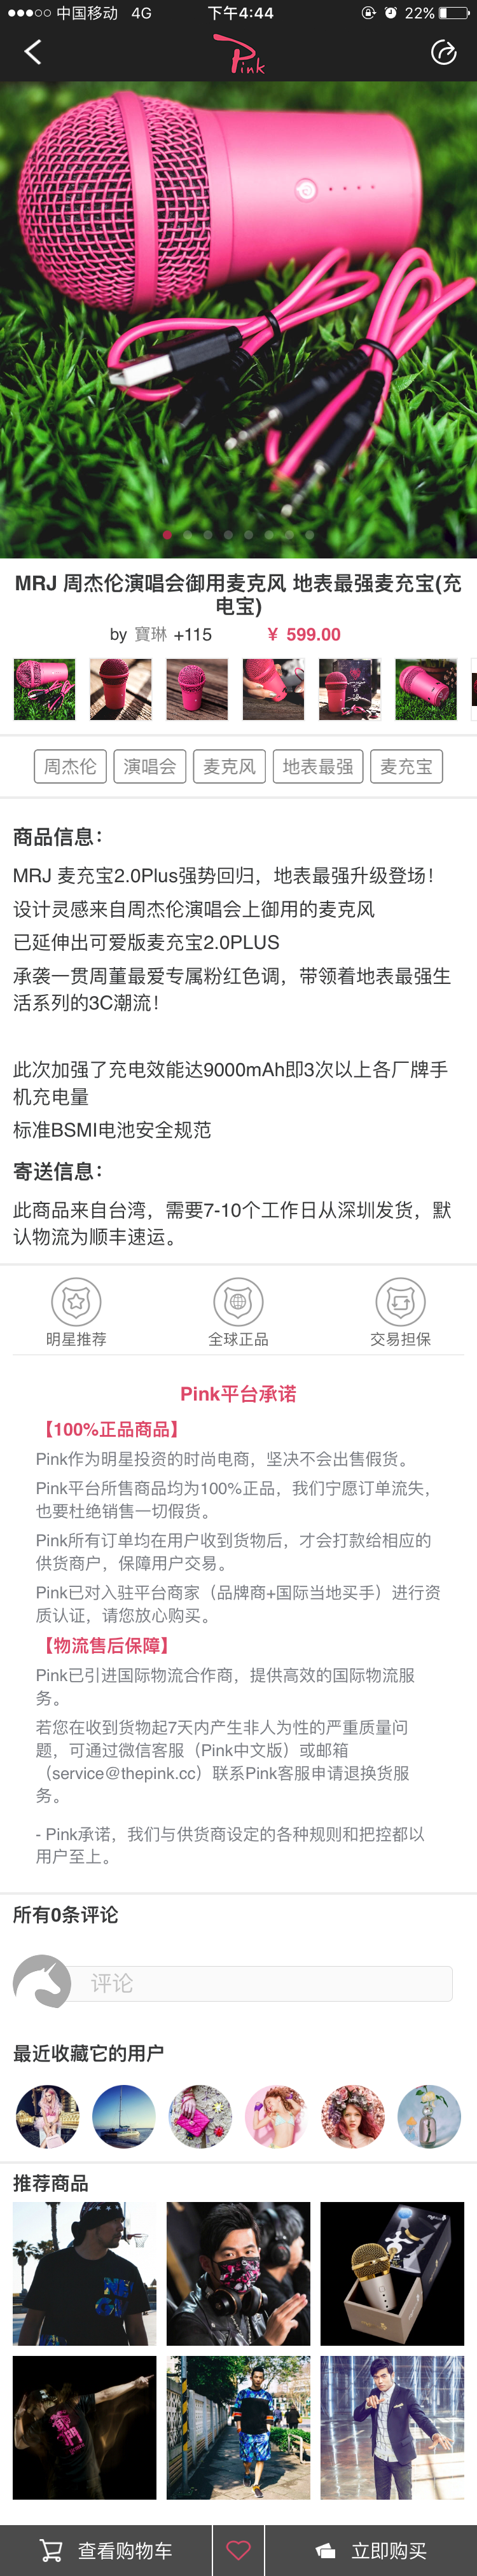 中国移动 4G 下午4:44 22%
Pink
MRJ 周杰伦演唱会御用麦克风 地表最强麦充宝(充
电宝)
by 寶琳 +115 ¥ 599.00
周杰伦 演唱会 麦克风 地表最强 麦充宝
商品信息：
MRJ 麦充宝2.0Plus强势回归，地表最强升级登场！
设计灵感来自周杰伦演唱会上御用的麦克风
已延伸出可爱版麦充宝2.0PLUS
承袭一贯周董最爱专属粉红色调，带领着地表最强生
活系列的3C潮流！
此次加强了充电效能达9000mAh即3次以上各厂牌手
机充电量
标准BSMI电池安全规范
寄送信息：
此商品来自台湾，需要7-10个工作日从深圳发货，默
认物流为顺丰速运。
明星推荐 全球正品 交易担保
Pink平台承诺
【100%正品商品】
Pink作为明星投资的时尚电商，坚决不会出售假货。
Pink平台所售商品均为100%正品，我们宁愿订单流失，
也要杜绝销售一切假货。
Pink所有订单均在用户收到货物后，才会打款给相应的
供货商户，保障用户交易。
Pink已对入驻平台商家（品牌商+国际当地买手）进行资
质认证，请您放心购买。
【物流售后保障】
Pink已引进国际物流合作商，提供高效的国际物流服
务。
若您在收到货物起7天内产生非人为性的严重质量问
题，可通过微信客服（Pink中文版）或邮箱
（service@thepink.cc）联系Pink客服申请退换货服
务。
- Pink承诺，我们与供货商设定的各种规则和把控都以
用户至上。
所有0条评论
评论
最近收藏它的用户
推荐商品
查看购物车 立即购买